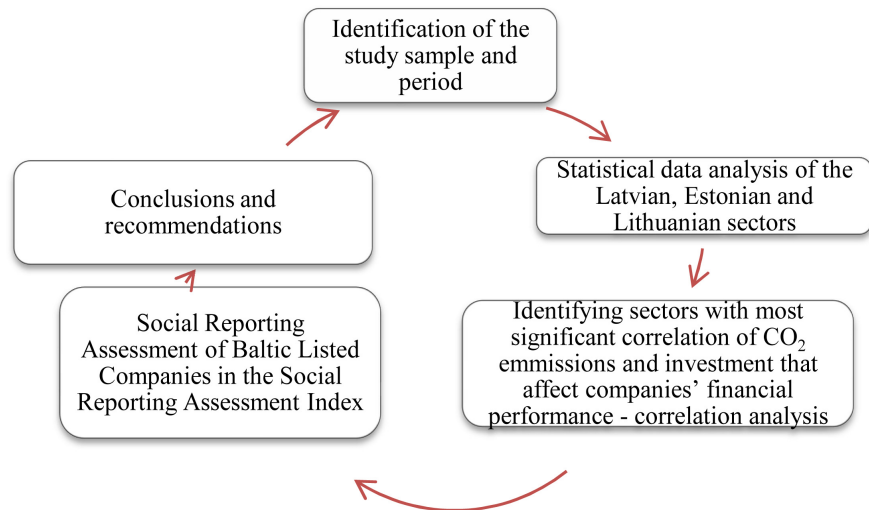 Identification of the
study sample and
period
Statistical data analysis of the
Latvian, Estonian and
Lithuanian sectors
Identifying sectors with most
significant correlation of CO₂
emmissions and investment that
affect companies’ financial
performance - correlation analysis
Social Reporting
Assessment of Baltic Listed
Companies in the Social
Reporting Assessment Index
Conclusions and
recommendations